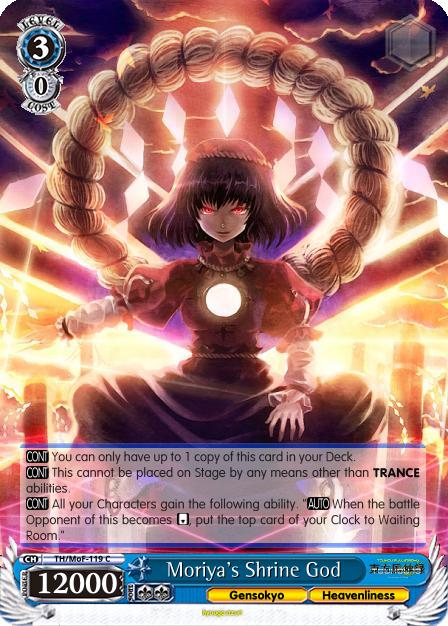 LEVEL
3
0
COST
CONT You can only have up to 1 copy of this card in your Deck.
CONT This cannot be placed on Stage by any means other than TRANCE
abilities.
CONT All your Characters gain the following ability. "AUTO When the battle
Opponent of this becomes , put the top card of your Clock to Waiting
Room."
CH TH/MoF-119 C
POWER 12000 SOUL Moriya's Shrine God
Gensokyo Heavenliness